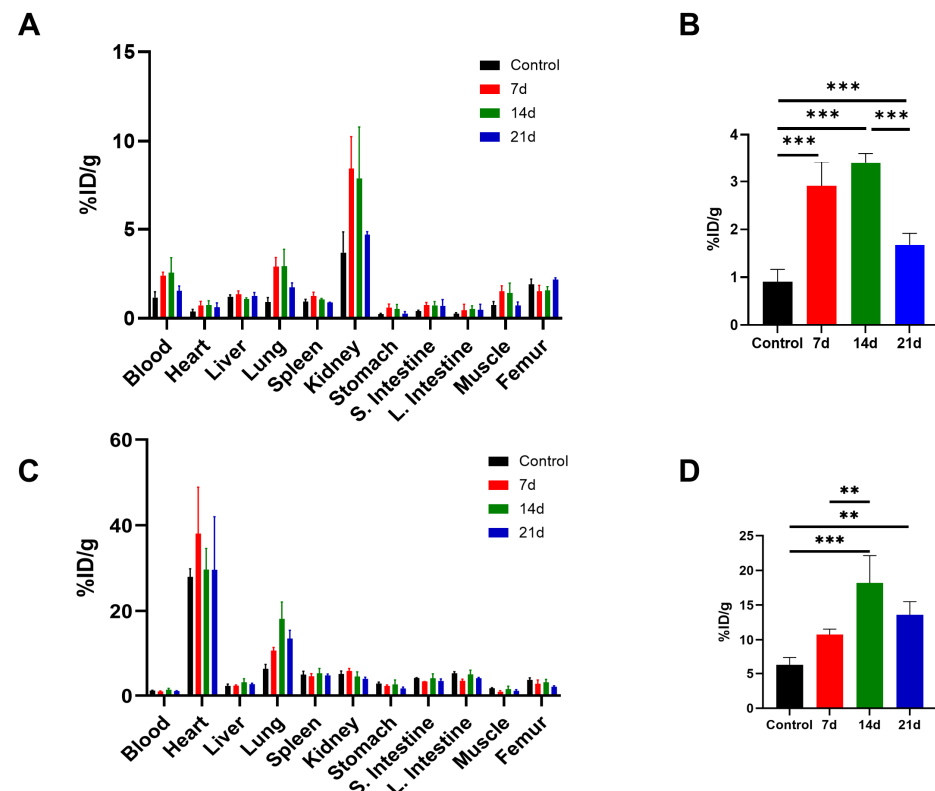 A
%ID/g
15
10
5
0
Control
7d
14d
21d
Blood
Heart
Liver
Lung
Spleen
Kidney
Stomach
S. Intestine
L. Intestine
Muscle
Femur
B
***
*** ***
***
%ID/g
4
3
2
1
0
Control 7d 14d 21d
C
%ID/g
60
40
20
0
Control
7d
14d
21d
Blood
Heart
Liver
Lung
Spleen
Kidney
Stomach
S. Intestine
L. Intestine
Muscle
Femur
D
**
**
***
%ID/g
25
20
15
10
5
0
Control 7d 14d 21d